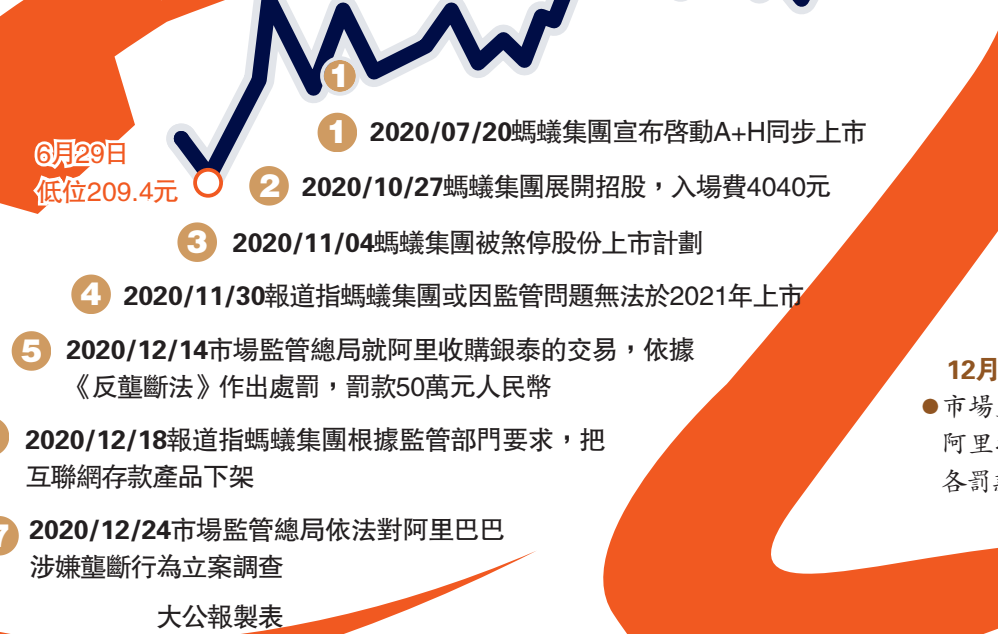 1
6月29日
低位209.4元
1 2020/07/20螞蟻集團宣布啓動A+H同步上市
2 2020/10/27螞蟻集團展開招股，入場費4040元
3 2020/11/04螞蟻集團被煞停股份上市計劃
4 2020/11/30報道指螞蟻集團或因監管問題無法於2021年上市
5 2020/12/14市場監管總局就阿里收購銀泰的交易，依據
《反壟斷法》作出處罰，罰款50萬元人民幣
2020/12/18報道指螞蟻集團根據監管部門要求，把
互聯網存款產品下架
7 2020/12/24市場監管總局依法對阿里巴巴
涉嫌壟斷行為立案調查
大公報製表
12月
●市場
阿里
各罰